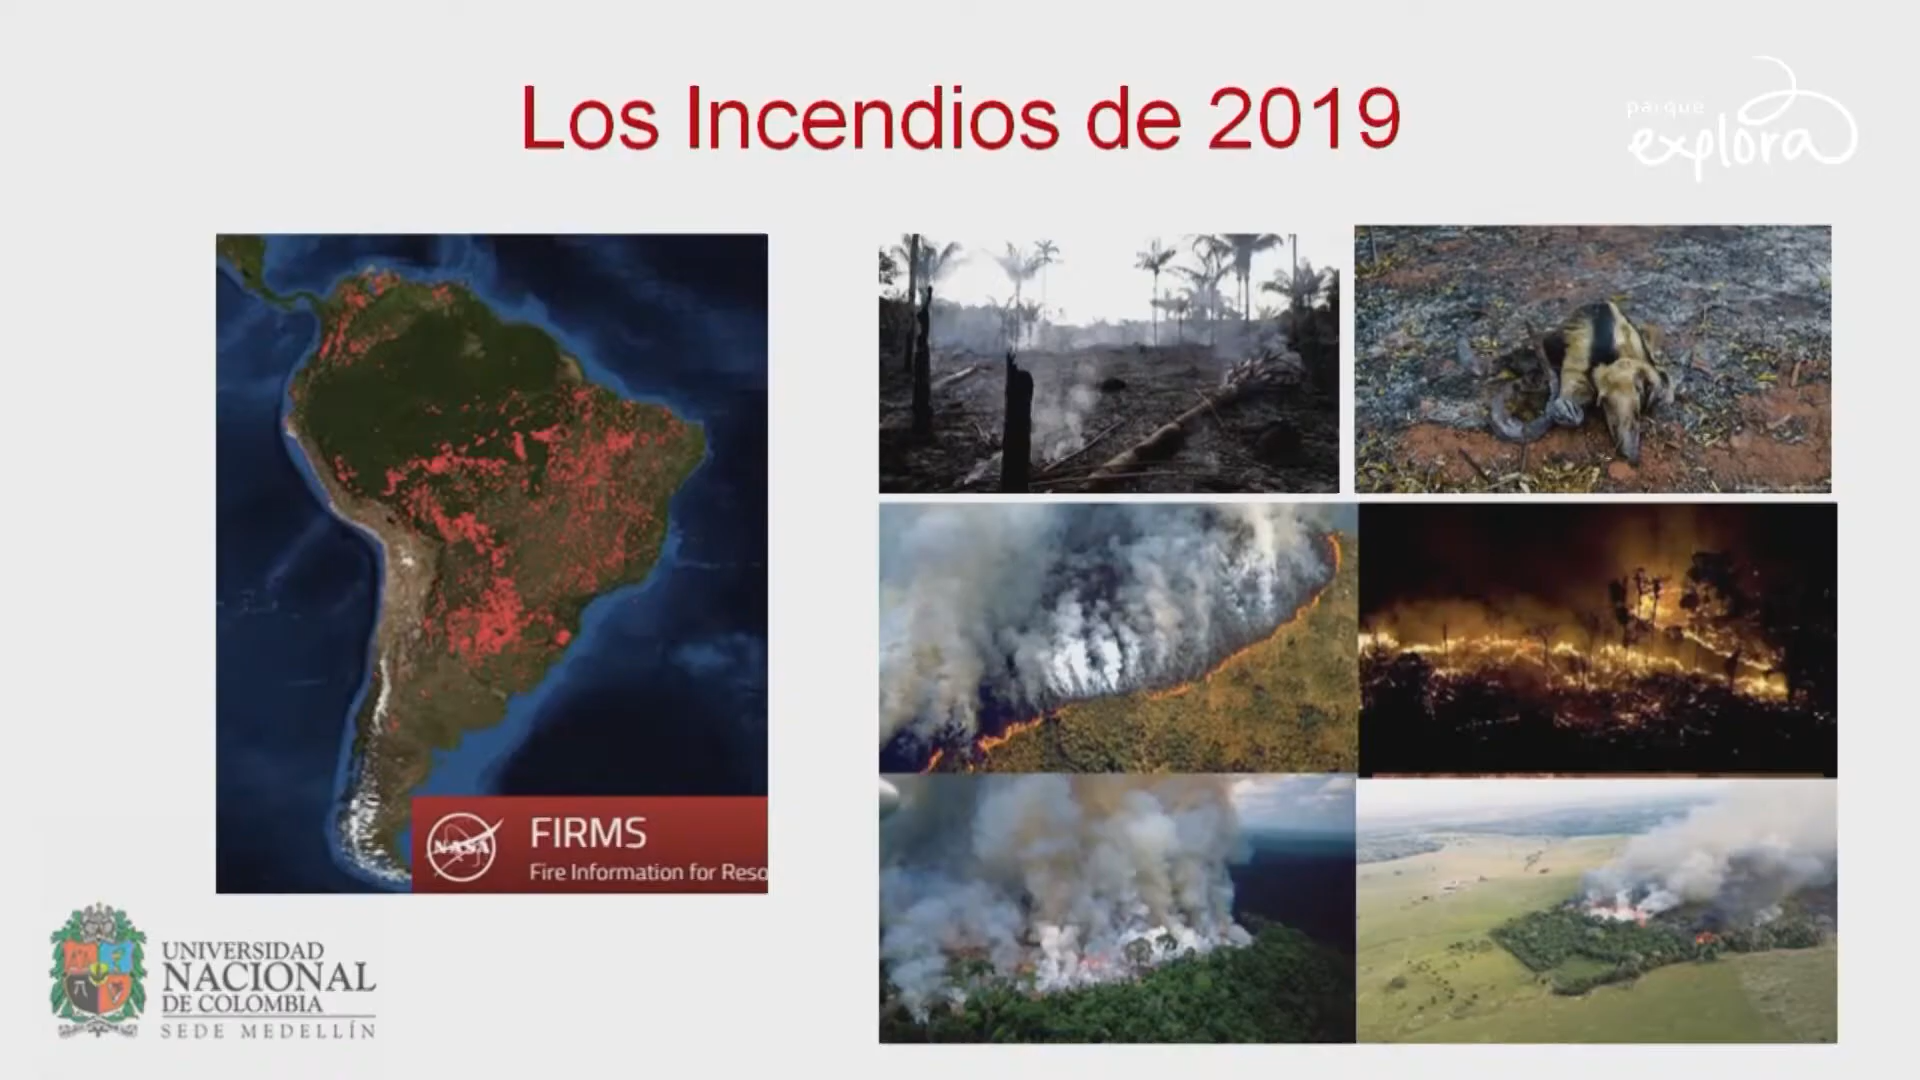 Los Incendios de 2019
parque
explora
NASA
FIRMS
Fire Information for Reso
UNIVERSIDAD
NACIONAL
DE COLOMBIA
SEDE MEDELLÍN